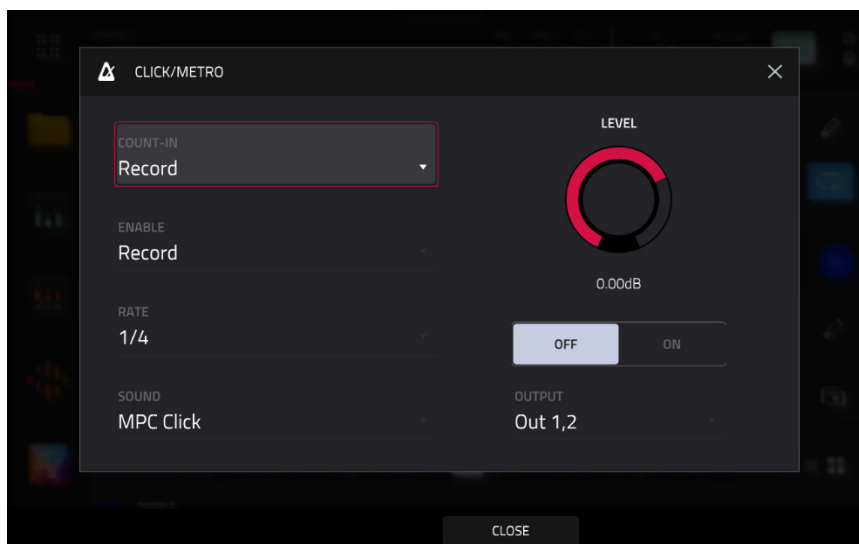 CLICK/METRO
COUNT-IN
Record
ENABLE
Record
RATE
1/4
SOUND
MPC Click
LEVEL
0.00dB
OFF ON
OUTPUT
Out 1,2
CLOSE